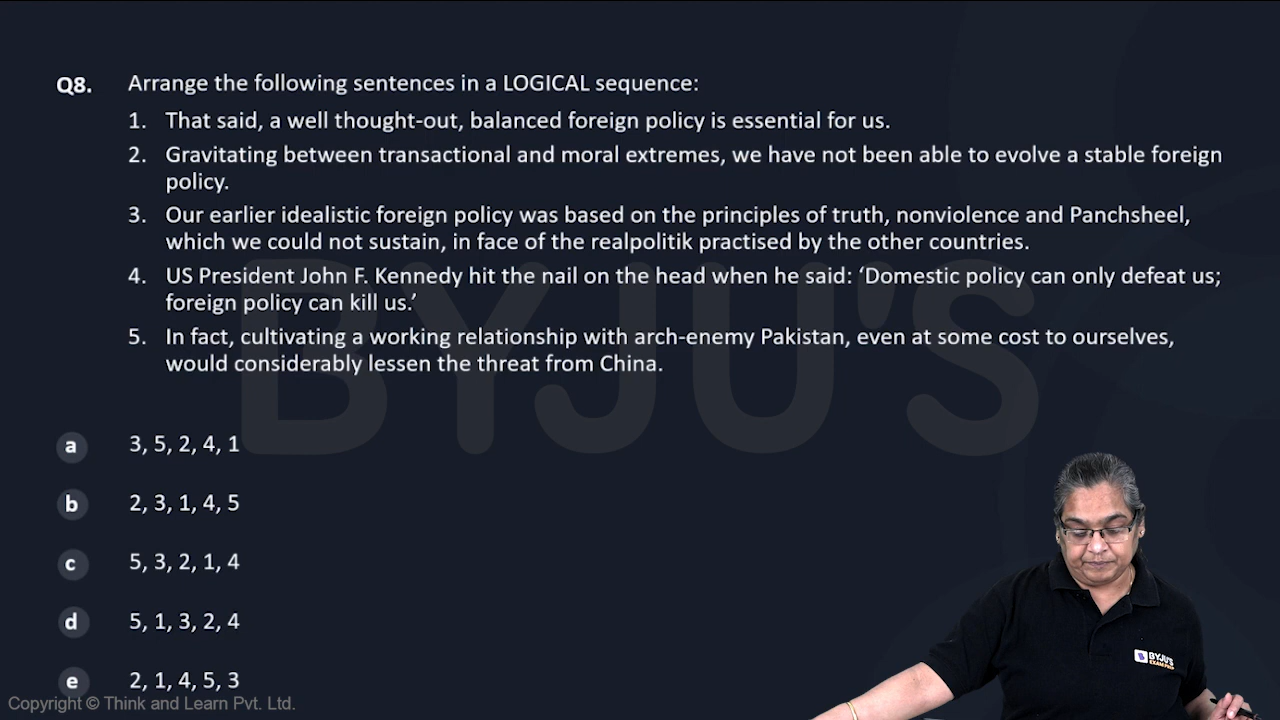 Q8. Arrange the following sentences in a LOGICAL sequence:
1. That said, a well thought-out, balanced foreign policy is essential for us.
2. Gravitating between transactional and moral extremes, we have not been able to evolve a stable foreign
policy.
3. Our earlier idealistic foreign policy was based on the principles of truth, nonviolence and Panchsheel,
which we could not sustain, in face of the realpolitik practised by the other countries.
4. US President John F. Kennedy hit the nail on the head when he said: ‘Domestic policy can only defeat us;
foreign policy can kill us.’
5. In fact, cultivating a working relationship with arch-enemy Pakistan, even at some cost to ourselves,
would considerably lessen the threat from China.
BYJU'S
a 3, 5, 2, 4, 1
b 2, 3, 1, 4, 5
c 5, 3, 2, 1, 4
d 5, 1, 3, 2, 4
e 2, 1, 4, 5, 3
BYJU'S
EXAM PREP
Copyright © Think and Learn Pvt. Ltd.